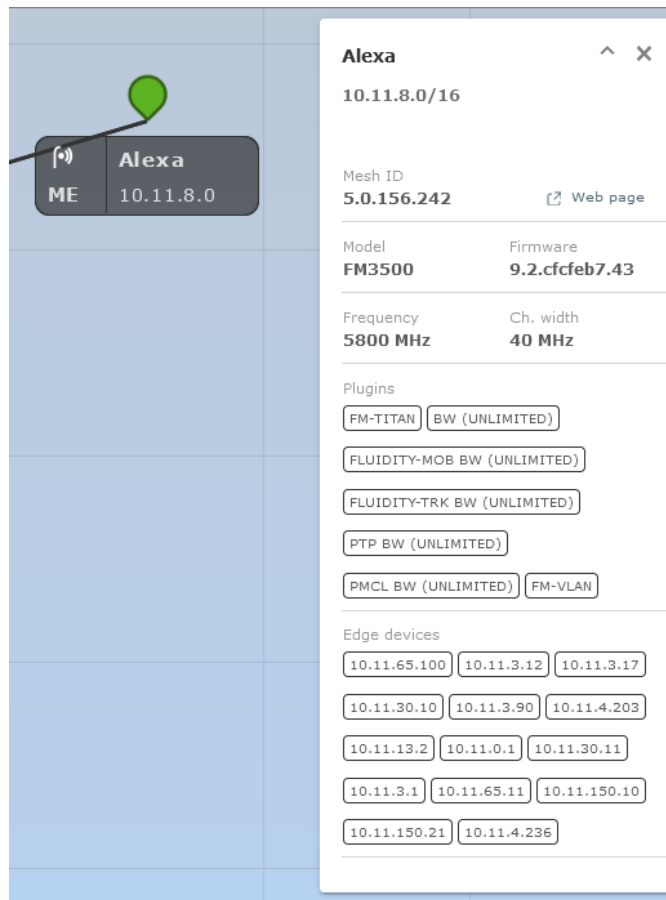 Alexa
ME 10.11.8.0
Alexa
10.11.8.0/16
Mesh ID
5.0.156.242 Web page
Model Firmware
FM3500 9.2.cfcfeb7.43
Frequency Ch. width
5800 MHz 40 MHz
Plugins
FM-TITAN BW (UNLIMITED)
FLUIDITY-MOB BW (UNLIMITED)
FLUIDITY-TRK BW (UNLIMITED)
PTP BW (UNLIMITED)
PMCL BW (UNLIMITED) FM-VLAN
Edge devices
10.11.65.100 10.11.3.12 10.11.3.17
10.11.30.10 10.11.3.90 10.11.4.203
10.11.13.2 10.11.0.1 10.11.30.11
10.11.3.1 10.11.65.11 10.11.150.10
10.11.150.21 10.11.4.236